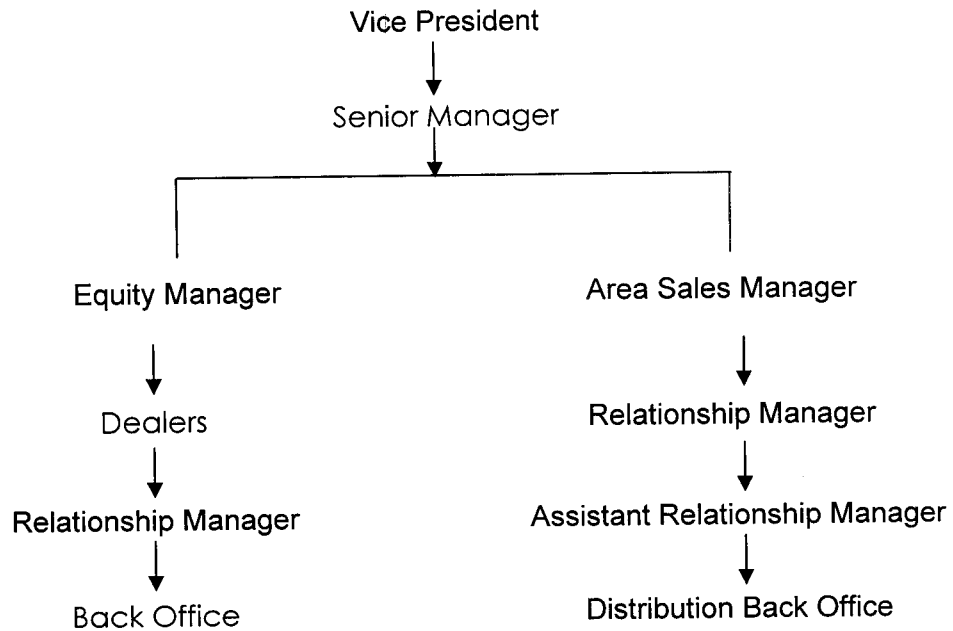 Vice President
Senior Manager
Equity Manager
Area Sales Manager
Dealers
Relationship Manager
Relationship Manager
Assistant Relationship Manager
Back Office
Distribution Back Office